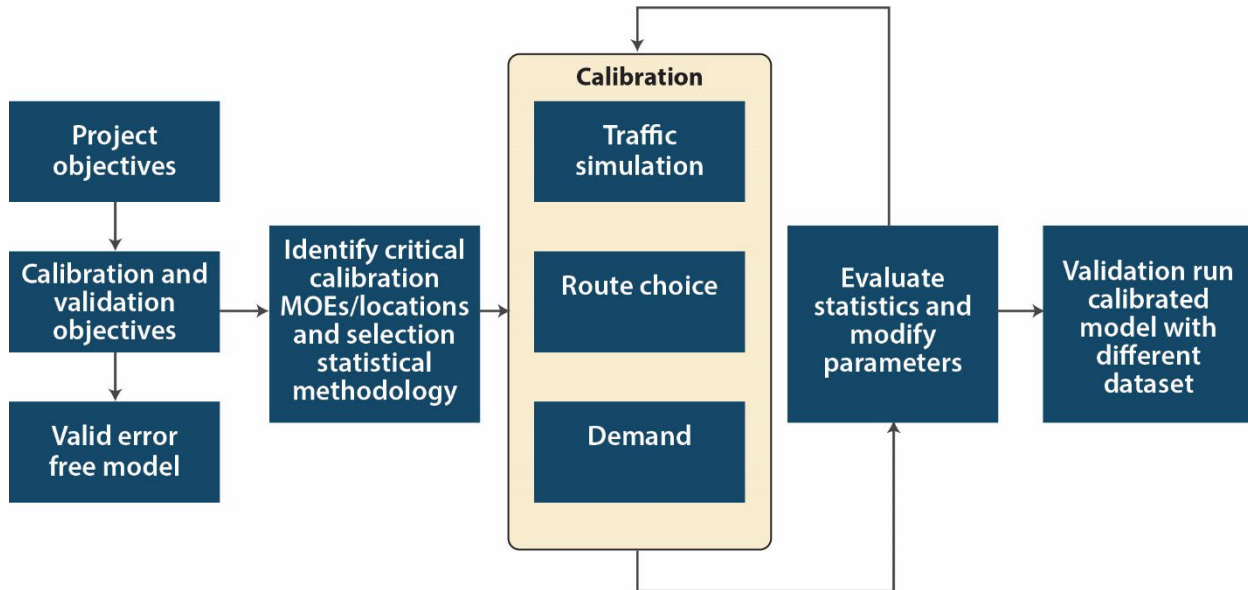 Project
objectives
Calibration and
validation
objectives
Valid error
free model
Identify critical
calibration
MOEs/locations
and selection
statistical
methodology
Calibration
Traffic
simulation
Route choice
Demand
Evaluate
statistics and
modify
parameters
Validation run
calibrated
model with
different
dataset